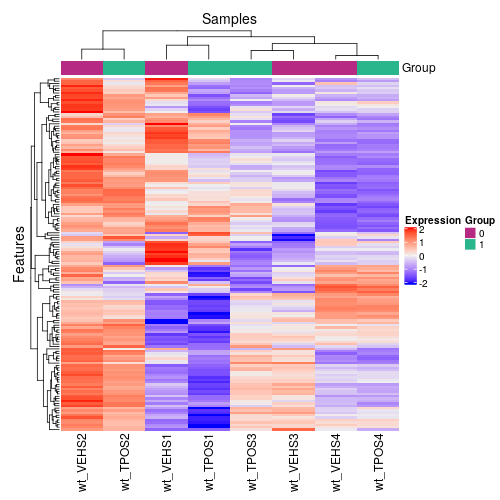 Samples
Group
Features
Expression
2
1
0
-1
-2
Group
0
1
wt_VEHS2
wt_TPOS2
wt_VEHS1
wt_TPOS1
wt_TPOS3
wt_VEHS3
wt_VEHS4
wt_TPOS4